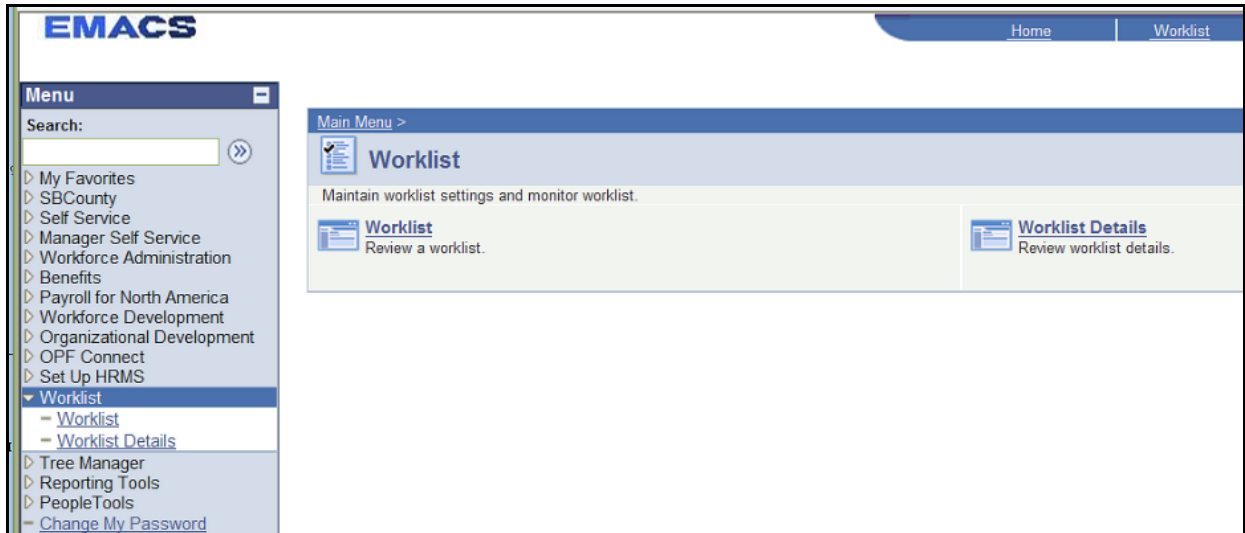 EMACS
Home
Worklist
Menu
Search:
My Favorites
SBCounty
Self Service
Manager Self Service
Workforce Administration
Benefits
Payroll for North America
Workforce Development
Organizational Development
OPF Connect
Set Up HRMS
Worklist
Worklist
Worklist Details
Tree Manager
Reporting Tools
PeopleTools
Change My Password
Main Menu >
Worklist
Maintain worklist settings and monitor worklist.
Worklist
Review a worklist.
Worklist Details
Review worklist details.